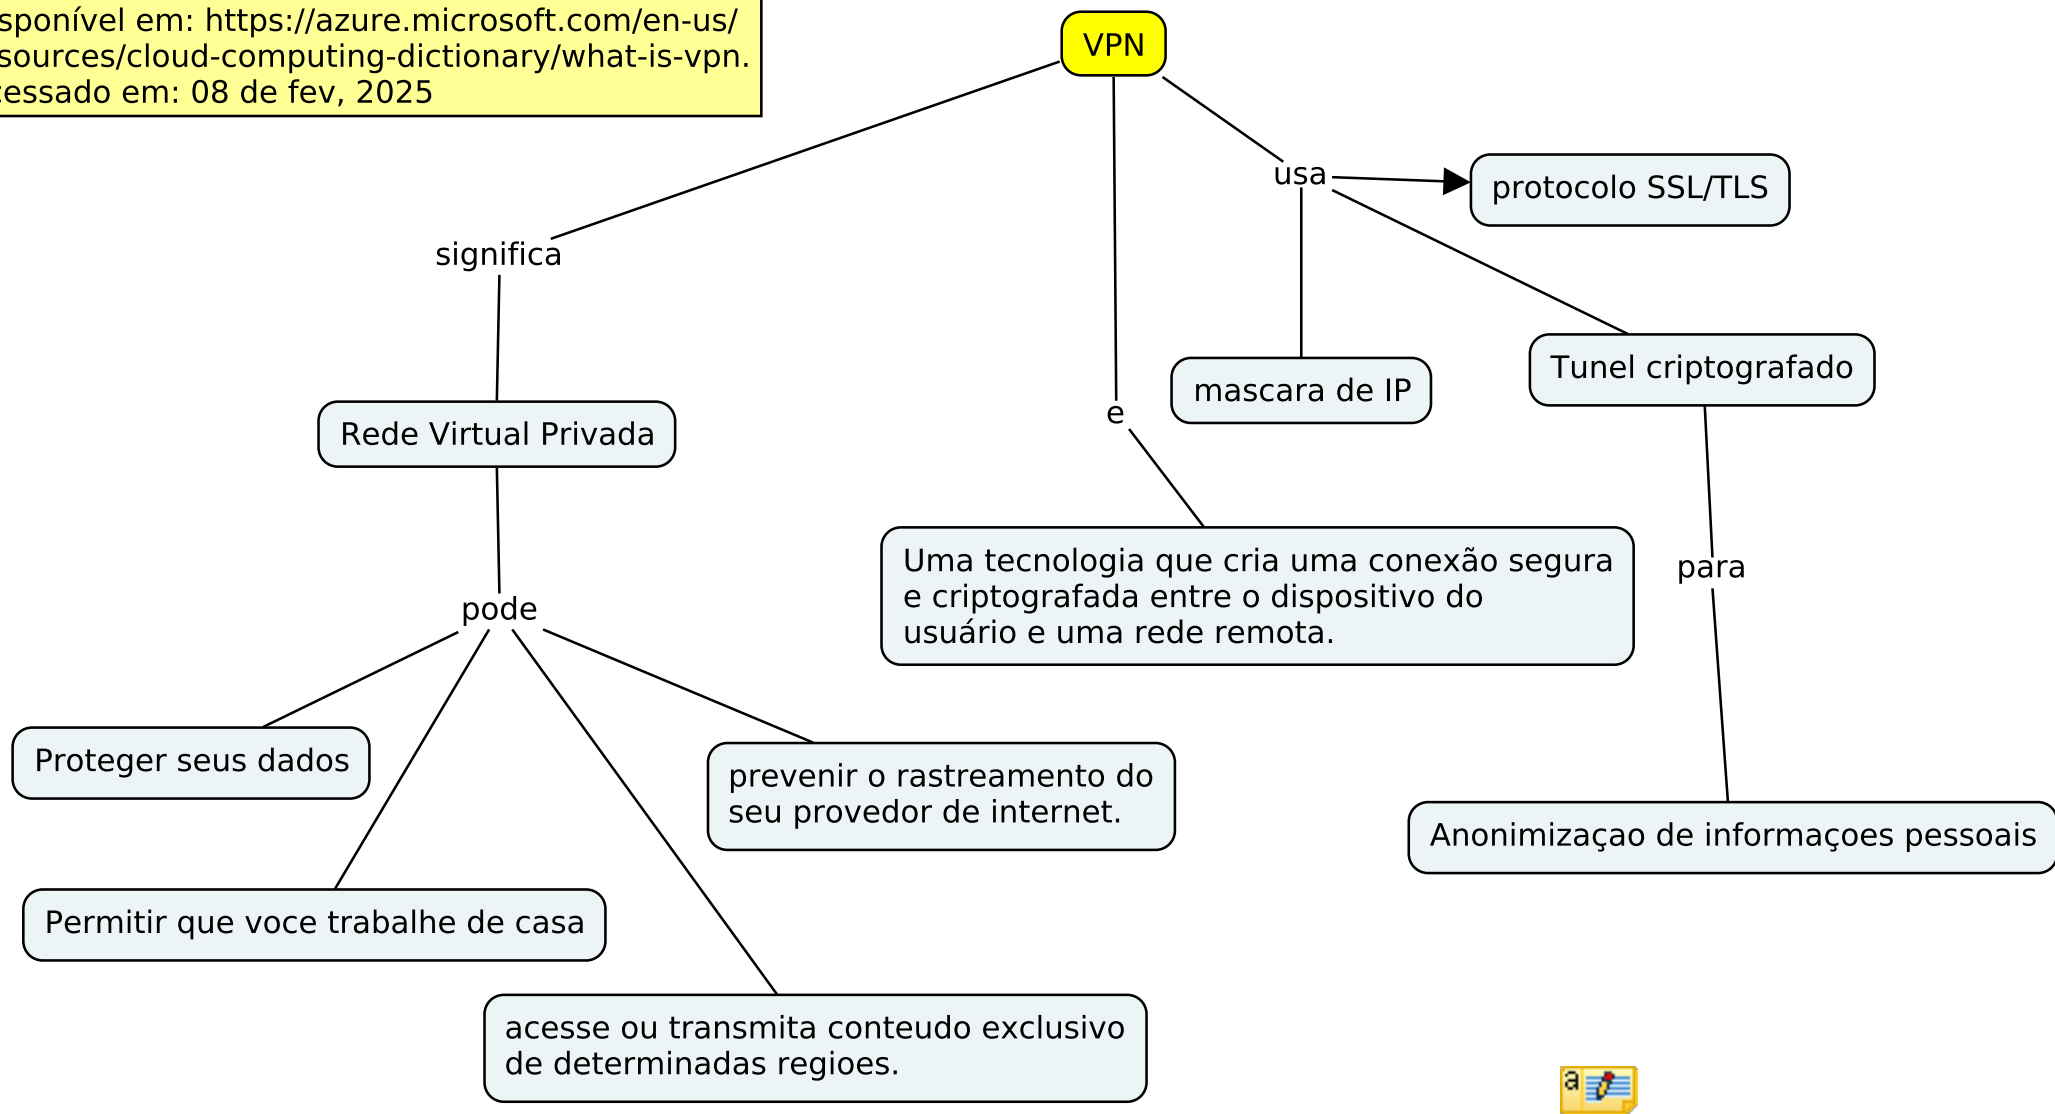 sponível em: https://azure.microsoft.com/en-us/
sources/cloud-computing-dictionary/what-is-vpn.
essado em: 08 de fev, 2025
VPN
usa
protocolo SSL/TLS
significa
mascara de IP
Tunel criptografado
e
Rede Virtual Privada
Uma tecnologia que cria uma conexão segura
e criptografada entre o dispositivo do
usuário e uma rede remota.
para
pode
Proteger seus dados
prevenir o rastreamento do
seu provedor de internet.
Anonimizaçao de informaçoes pessoais
Permitir que voce trabalhe de casa
acesse ou transmita conteudo exclusivo
de determinadas regioes.
a